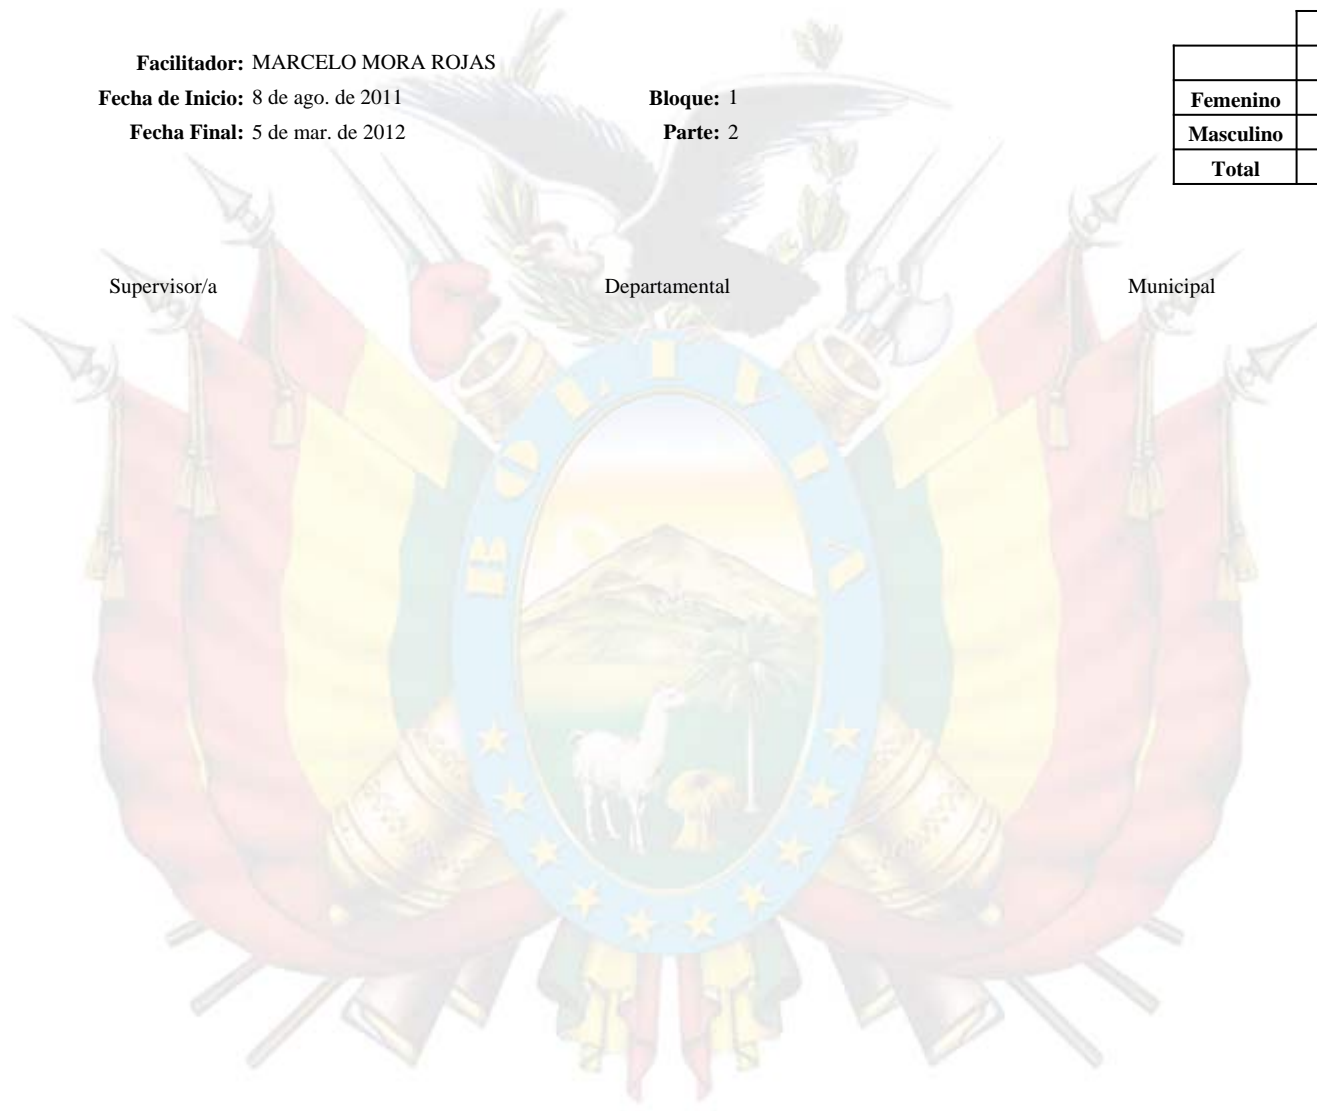 Facilitador: MARCELO MORA ROJAS
Fecha de Inicio: 8 de ago. de 2011 Bloque: 1
Femenino
Fecha Final: 5 de mar. de 2012 Parte: 2
Masculino
Total
Supervisor/a Departamental Municipal
BOLIVIA